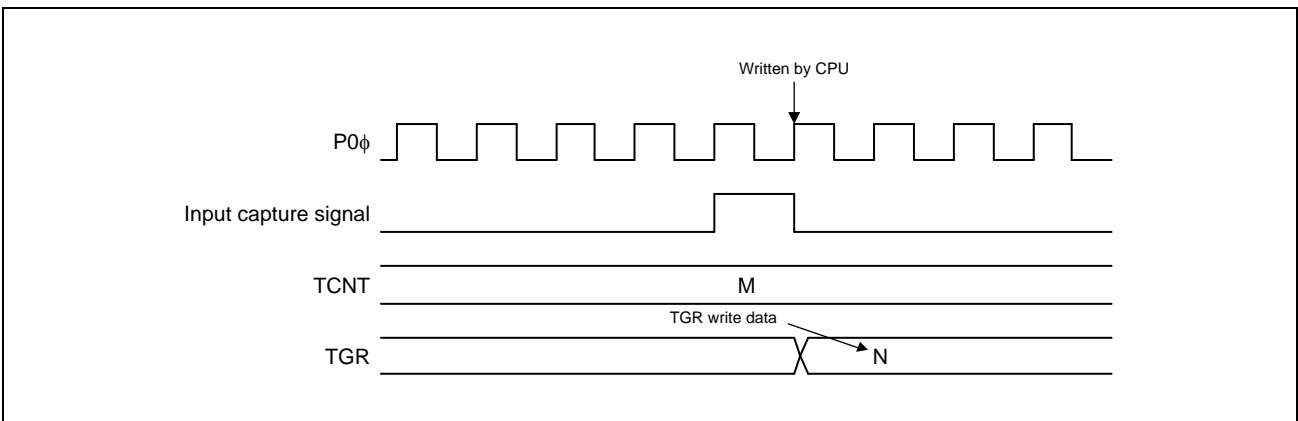 Written by CPU
P0ϕ
Input capture signal
TCNT
M
TGR write data
TGR
N